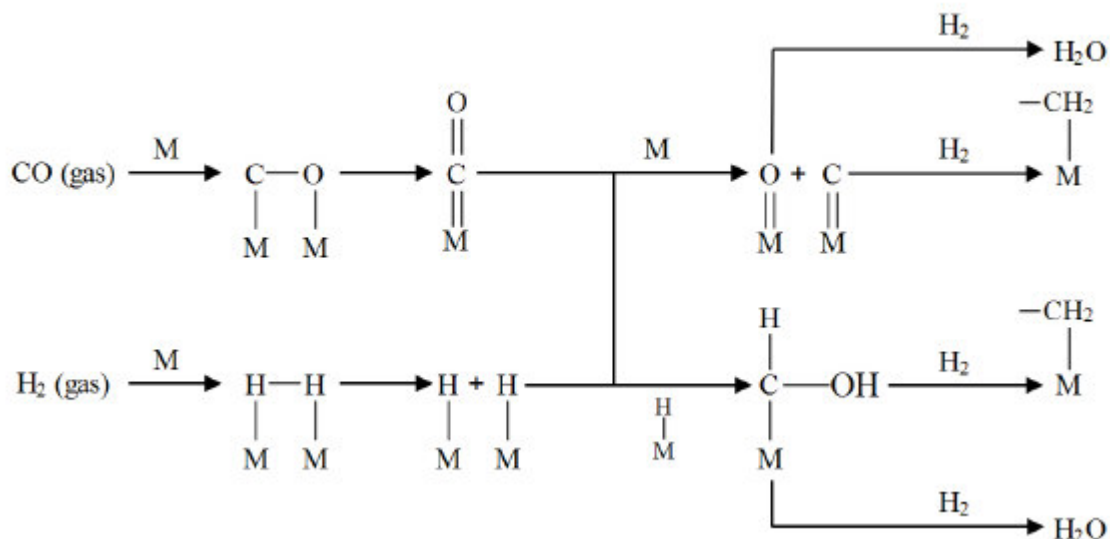 H2
H2O
O
–CH2
CO (gas) M C–O C M O + C H2 M
M M M M M
–CH2
H
H2 (gas) M H–H H + H H–M C–OH H2 M
M M M M M
H2
H2O